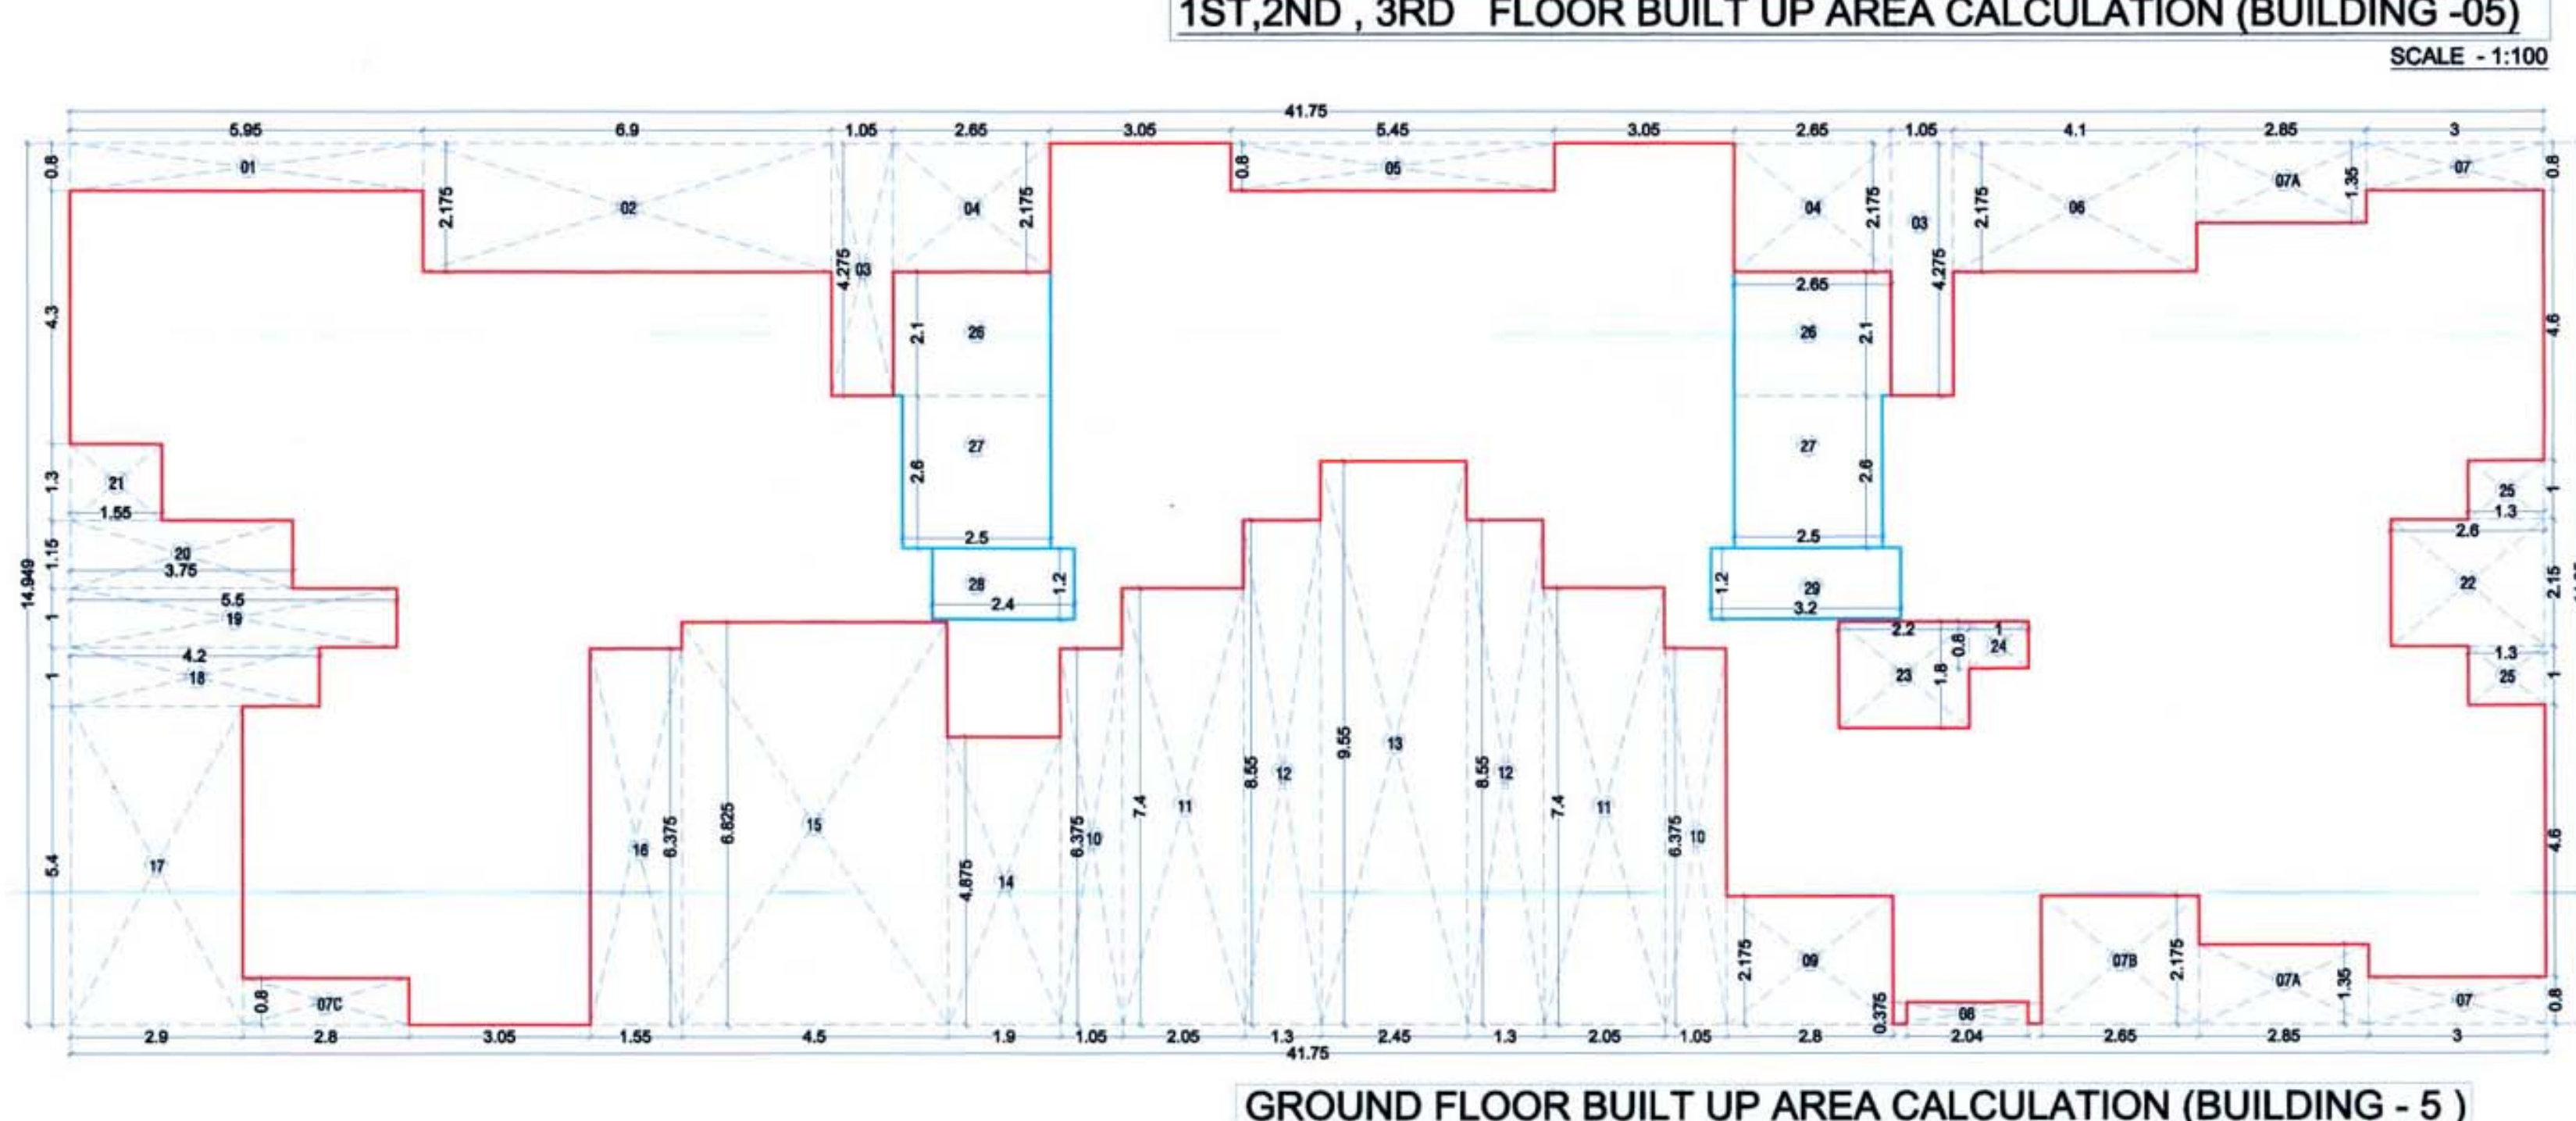 1ST,2ND , 3RD FLOOR BUILT UP AREA CALCULATION (BUILDING -05)
SCALE - 1:100
41.75
5.95 6.9 1.05 2.65 3.05 5.45 3.05 2.65 1.05 4.1 2.85 3
0.8 01 2.175 02 4.275 03 04 2.175 0.8 05 04 2.175 03 4.275 2.175 06 07A 1.35 07 0.8
4.3 2.1 26 2.65 26 2.1 4.6
27 2.6 2.5 27 2.6 2.5
1.3 21 1.55 25 1 1.3
14.949
1.15 20 3.75 28 1.2 2.4 1.2 29 3.2 2.6 22 2.15
1 5.5 19
1 4.2 18 2.2 1 0.8 24 23 1.8 1.3 25 1
5.4 17 16 6.375 6.825 15 4.875 14 6.375 10 7.4 11 8.55 12 9.55 13 8.55 12 7.4 11 6.375 10 4.6
0.8 07C 2.175 09 0.375 08 07B 2.175 07A 1.35 07 0.8
2.9 2.8 3.05 1.55 4.5 1.9 1.05 2.05 1.3 2.45 1.3 2.05 1.05 2.8 2.04 2.65 2.85 3
41.75
GROUND FLOOR BUILT UP AREA CALCULATION (BUILDING - 5 )